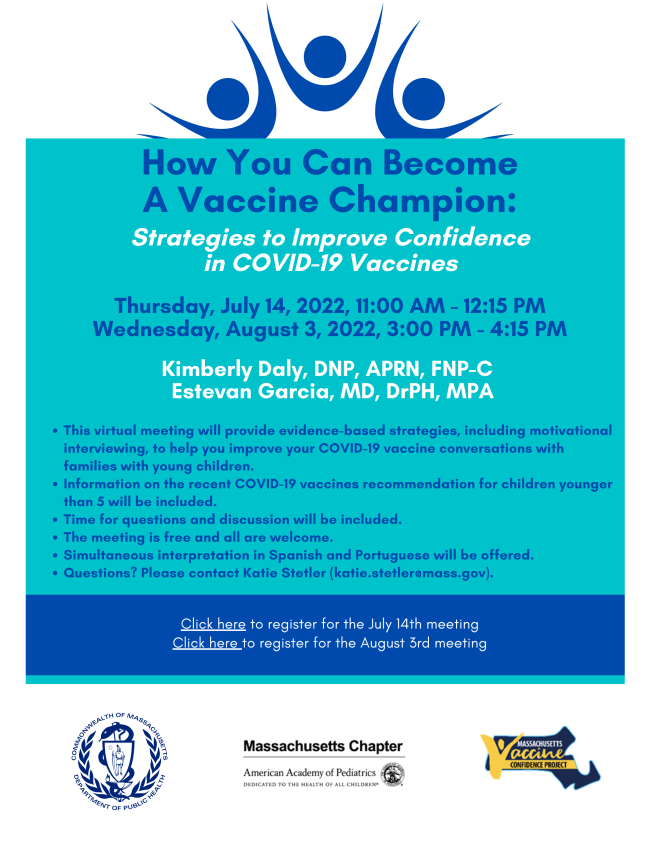 How You Can Become
A Vaccine Champion:
Strategies to Improve Confidence
in COVID-19 Vaccines
Thursday, July 14, 2022, 11:00 AM - 12:15 PM
Wednesday, August 3, 2022, 3:00 PM - 4:15 PM
Kimberly Daly, DNP, APRN, FNP-C
Estevan Garcia, MD, DrPH, MPA
• This virtual meeting will provide evidence-based strategies, including motivational
interviewing, to help you improve your COVID-19 vaccine conversations with
families with young children.
• Information on the recent COVID-19 vaccines recommendation for children younger
than 5 will be included.
• Time for questions and discussion will be included.
• The meeting is free and all are welcome.
• Simultaneous interpretation in Spanish and Portuguese will be offered.
• Questions? Please contact Katie Stetler (katie.stetler@mass.gov).
Click here to register for the July 14th meeting
Click here to register for the August 3rd meeting
COMMONWEALTH OF MASSACHUSETTS
DEPARTMENT OF PUBLIC HEALTH
Massachusetts Chapter
American Academy of Pediatrics
DEDICATED TO THE HEALTH OF ALL CHILDREN®
MASSACHUSETTS
Vaccine
CONFIDENCE PROJECT